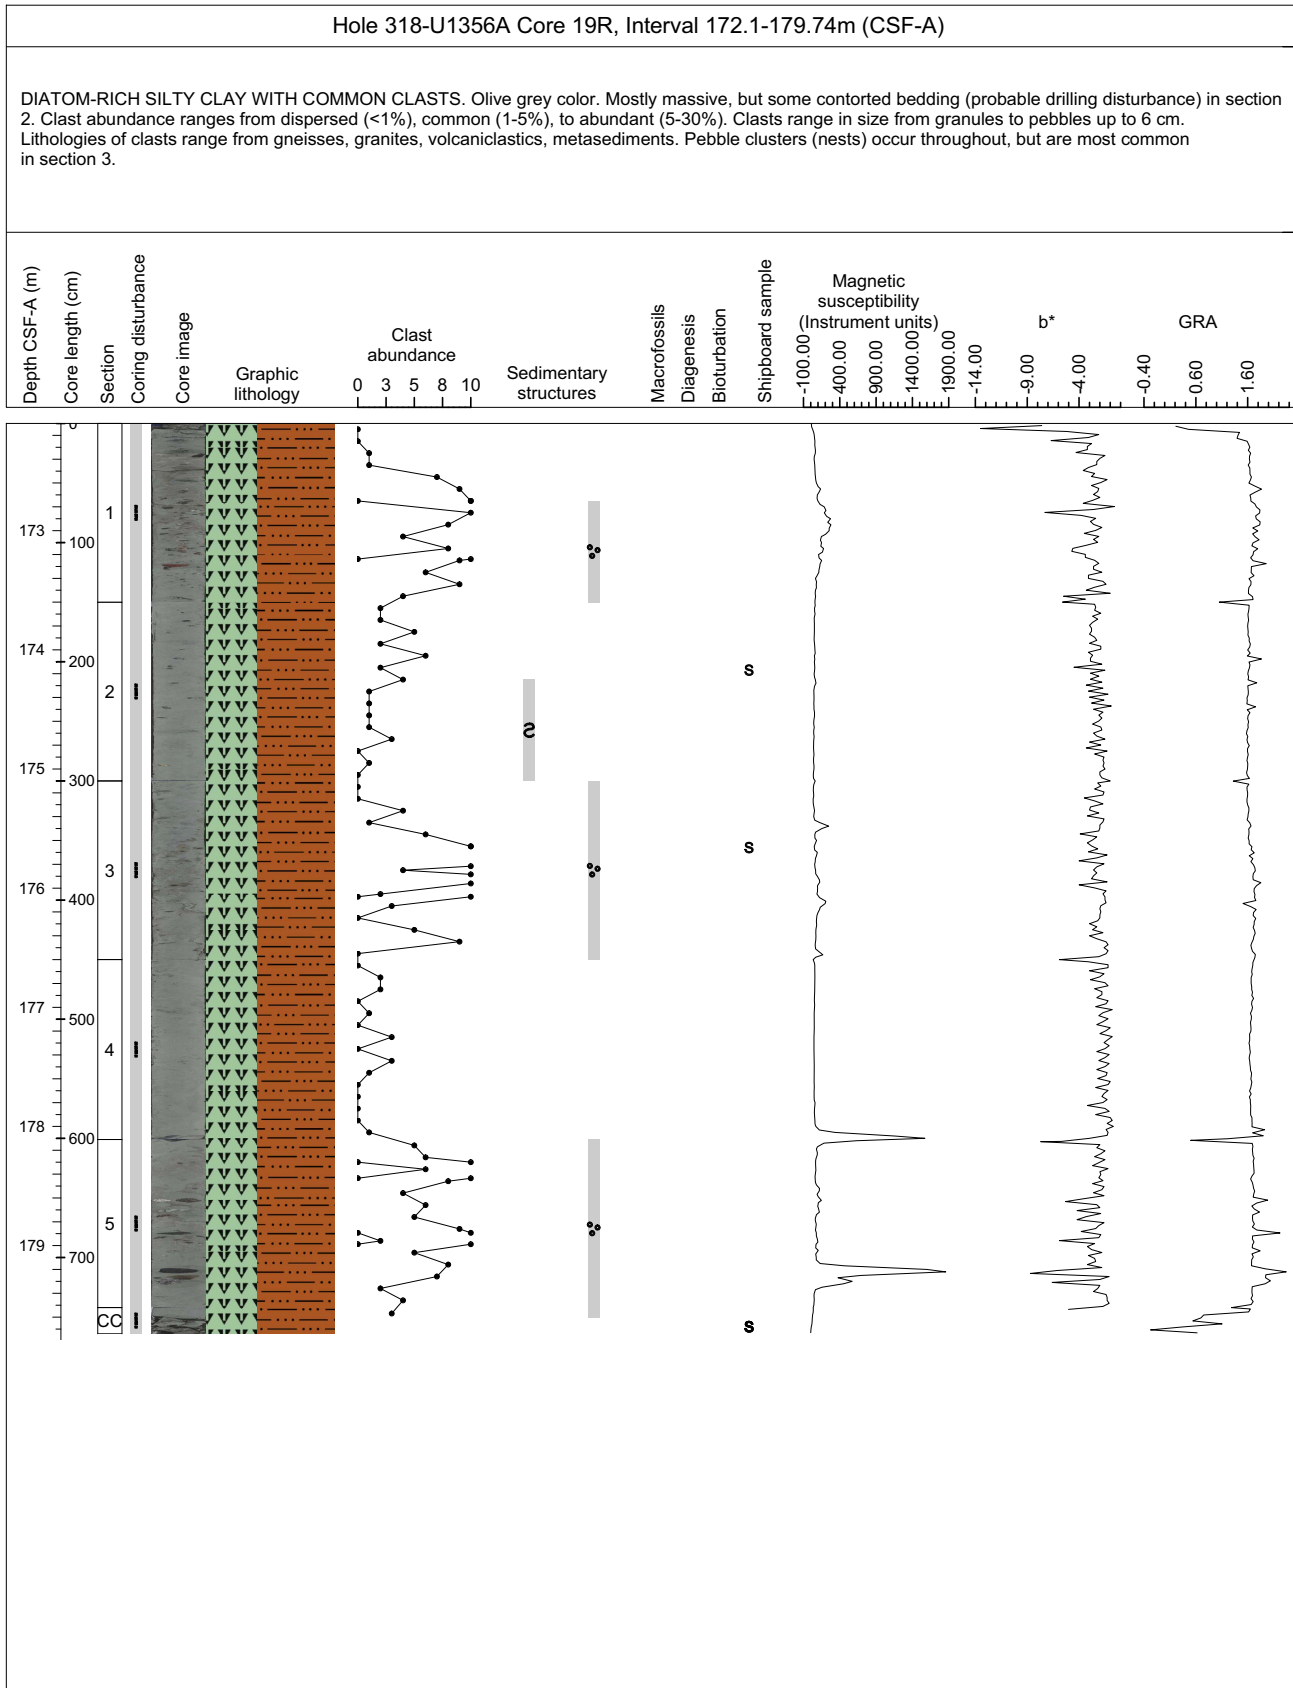 Hole 318-U1356A Core 19R, Interval 172.1-179.74m (CSF-A)
DIATOM-RICH SILTY CLAY WITH COMMON CLASTS. Olive grey color. Mostly massive, but some contorted bedding (probable drilling disturbance) in section
2. Clast abundance ranges from dispersed (<1%), common (1-5%), to abundant (5-30%). Clasts range in size from granules to pebbles up to 6 cm.
Lithologies of clasts range from gneisses, granites, volcaniclastics, metasediments. Pebble clusters (nests) occur throughout, but are most common
in section 3.
Depth CSF-A (m)
Core length (cm)
Section
Coring disturbance
Core image
Graphic
lithology
Clast
abundance
0 3 5 8 10
Sedimentary
structures
Macrofossils
Diagenesis
Bioturbation
Shipboard sample
Magnetic
susceptibility
(Instrument units)
-100.00
400.00
900.00
1400.00
1900.00
b*
-14.00
-9.00
-4.00
GRA
-0.40
0.60
1.60
0
1
173
100
174
200
S
2
175
300
S
3
176
400
177
500
4
178
600
5
179
700
CC
S